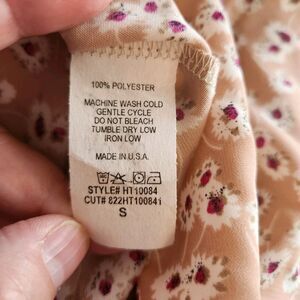 100% POLYESTER
MACHINE WASH COLD
GENTLE CYCLE
DO NOT BLEACH
TUMBLE DRY LOW
IRON LOW
MADE IN U.S.A.
STYLE# HT10084
CUT# 822HT100841
S